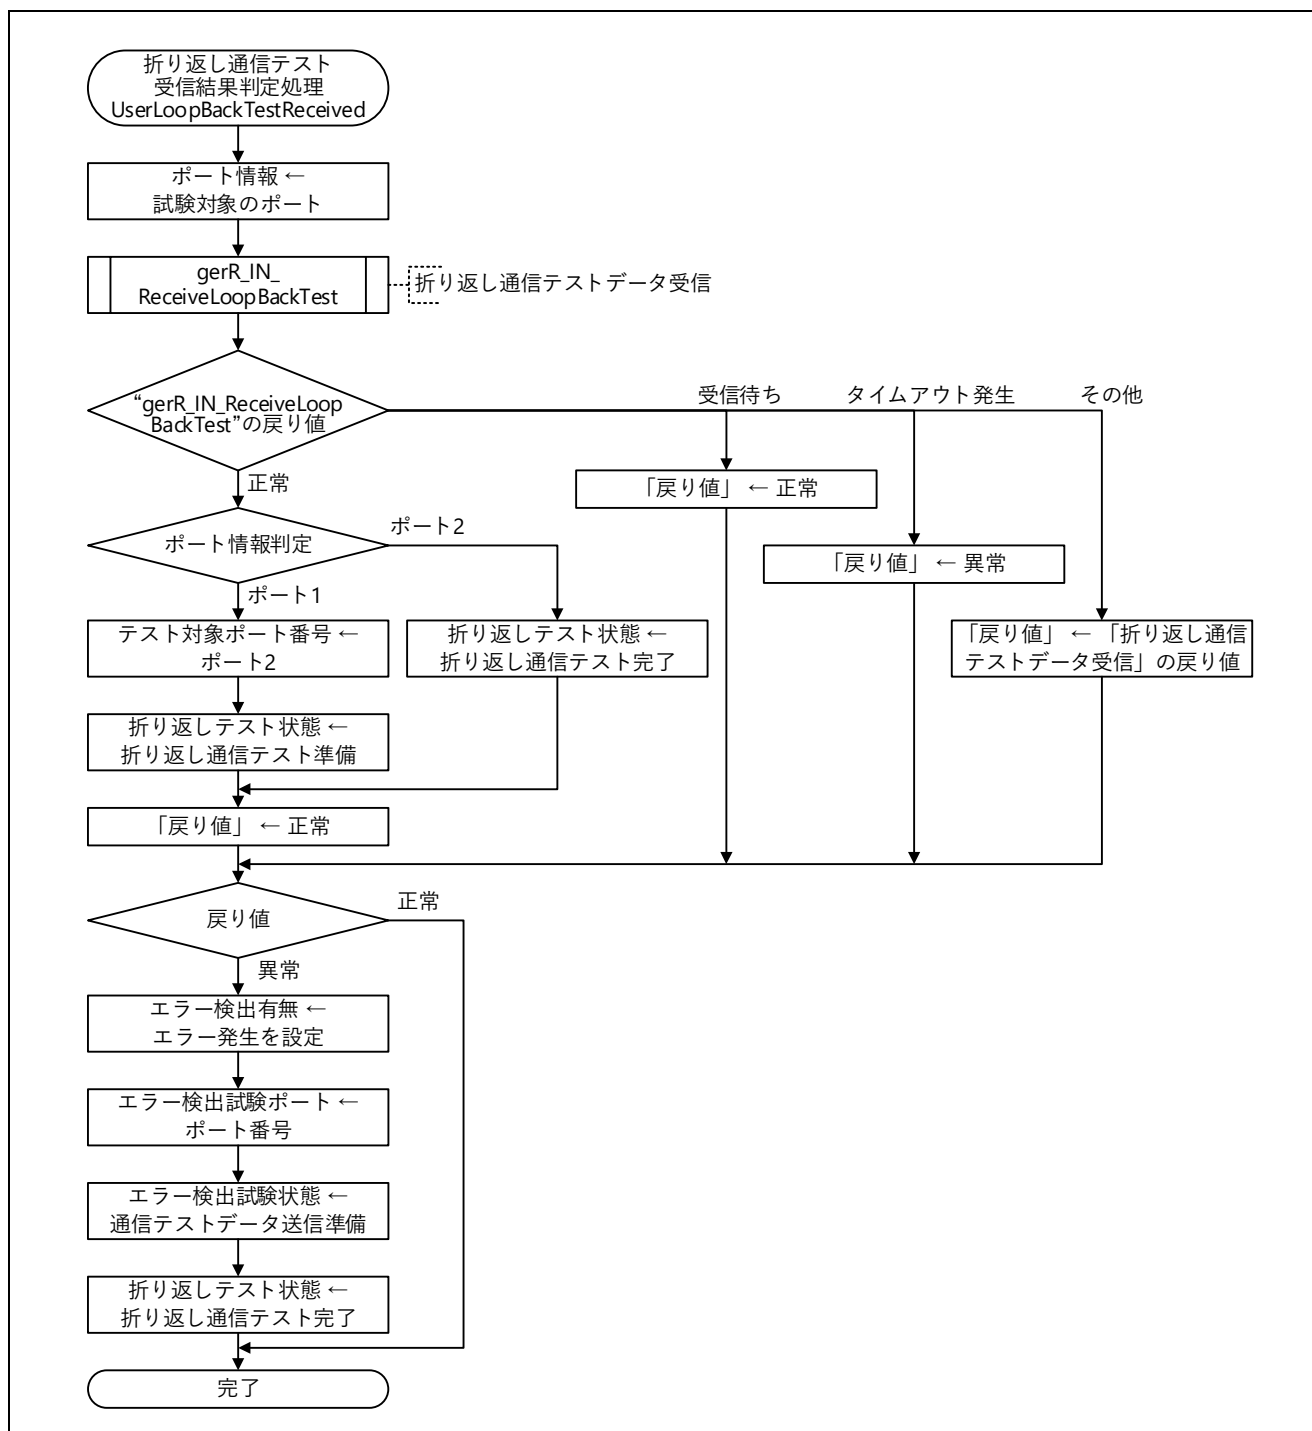 折り返し通信テスト
受信結果判定処理
UserLoopBackTestReceived
ポート情報 ←
試験対象のポート
gerR_IN_
ReceiveLoopBackTest
折り返し通信テストデータ受信
“gerR_IN_ReceiveLoop
BackTest”の戻り値
受信待ち
タイムアウト発生
その他
正常
「戻り値」 ← 正常
ポート情報判定
ポート2
「戻り値」 ← 異常
ポート1
テスト対象ポート番号 ←
ポート2
折り返しテスト状態 ←
折り返し通信テスト完了
「戻り値」 ← 「折り返し通信
テストデータ受信」の戻り値
折り返しテスト状態 ←
折り返し通信テスト準備
「戻り値」 ← 正常
戻り値
正常
異常
エラー検出有無 ←
エラー発生を設定
エラー検出試験ポート ←
ポート番号
エラー検出試験状態 ←
通信テストデータ送信準備
折り返しテスト状態 ←
折り返し通信テスト完了
完了